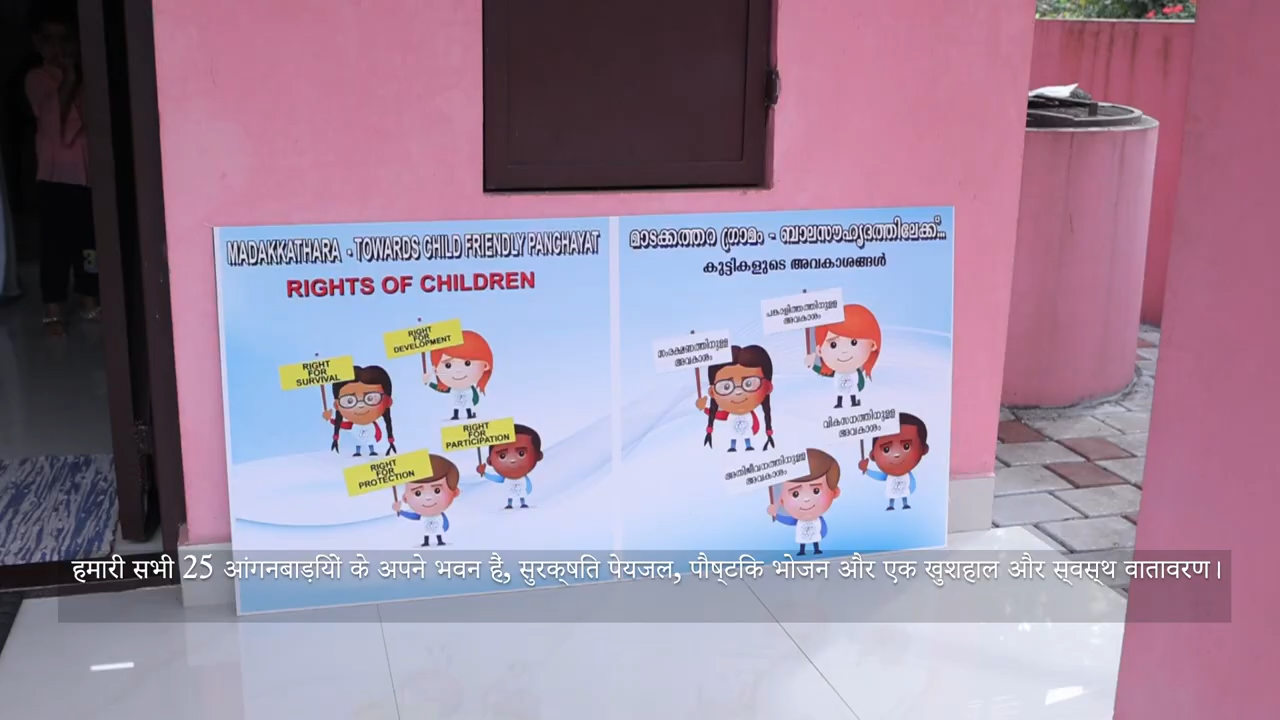 MADAKKATHARA - TOWARDS CHILD FRIENDLY PANCHAYAT
RIGHTS OF CHILDREN
RIGHT
FOR
DEVELOPMENT
RIGHT
FOR
SURVIVAL
RIGHT
FOR
PARTICIPATION
RIGHT
FOR
PROTECTION
മാടക്കത്തര ഗ്രാമം - ബാലസൗഹൃദത്തിലേക്ക്...
കുട്ടികളുടെ അവകാശങ്ങൾ
പങ്കാളിത്തത്തിനുള്ള
അവകാശം
സംരക്ഷണത്തിനുള്ള
അവകാശം
വികസനത്തിനുള്ള
അവകാശം
അതിജീവനത്തിനുള്ള
അവകാശം
हमारी सभी 25 आंगनबाड़ियों के अपने भवन हैं, सुरक्षित पेयजल, पौष्टिक भोजन और एक खुशहाल और स्वस्थ वातावरण।